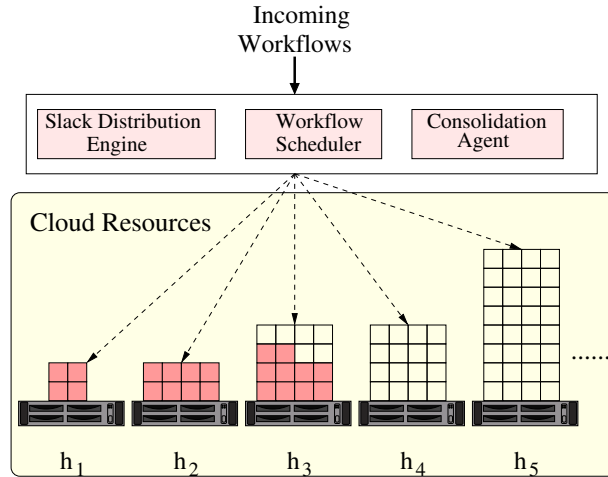 Incoming
Workflows
Slack Distribution
Engine
Workflow
Scheduler
Consolidation
Agent
Cloud Resources
......
h1
h2
h3
h4
h5